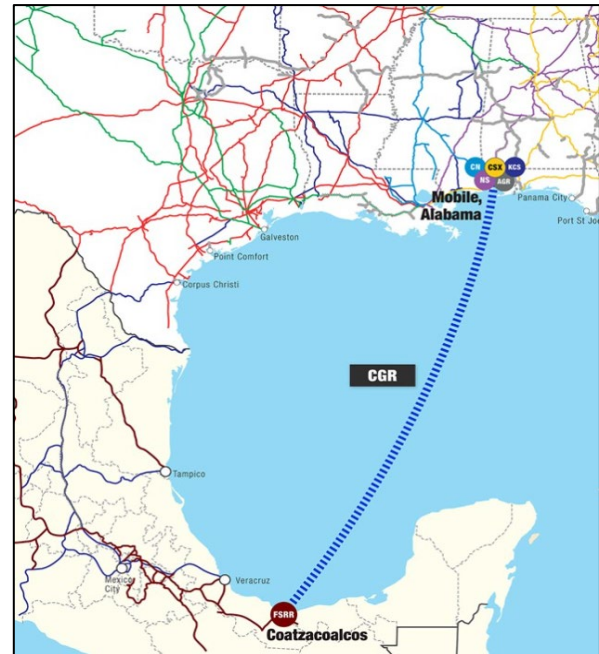 CN
CSX
KCS
NS
AGR
Mobile,
Alabama
Panama City
Port St Joe
Galveston
Point Comfort
Corpus Christi
CGR
Tampico
Mexico
City
Veracruz
FSRR
Coatzacoalcos